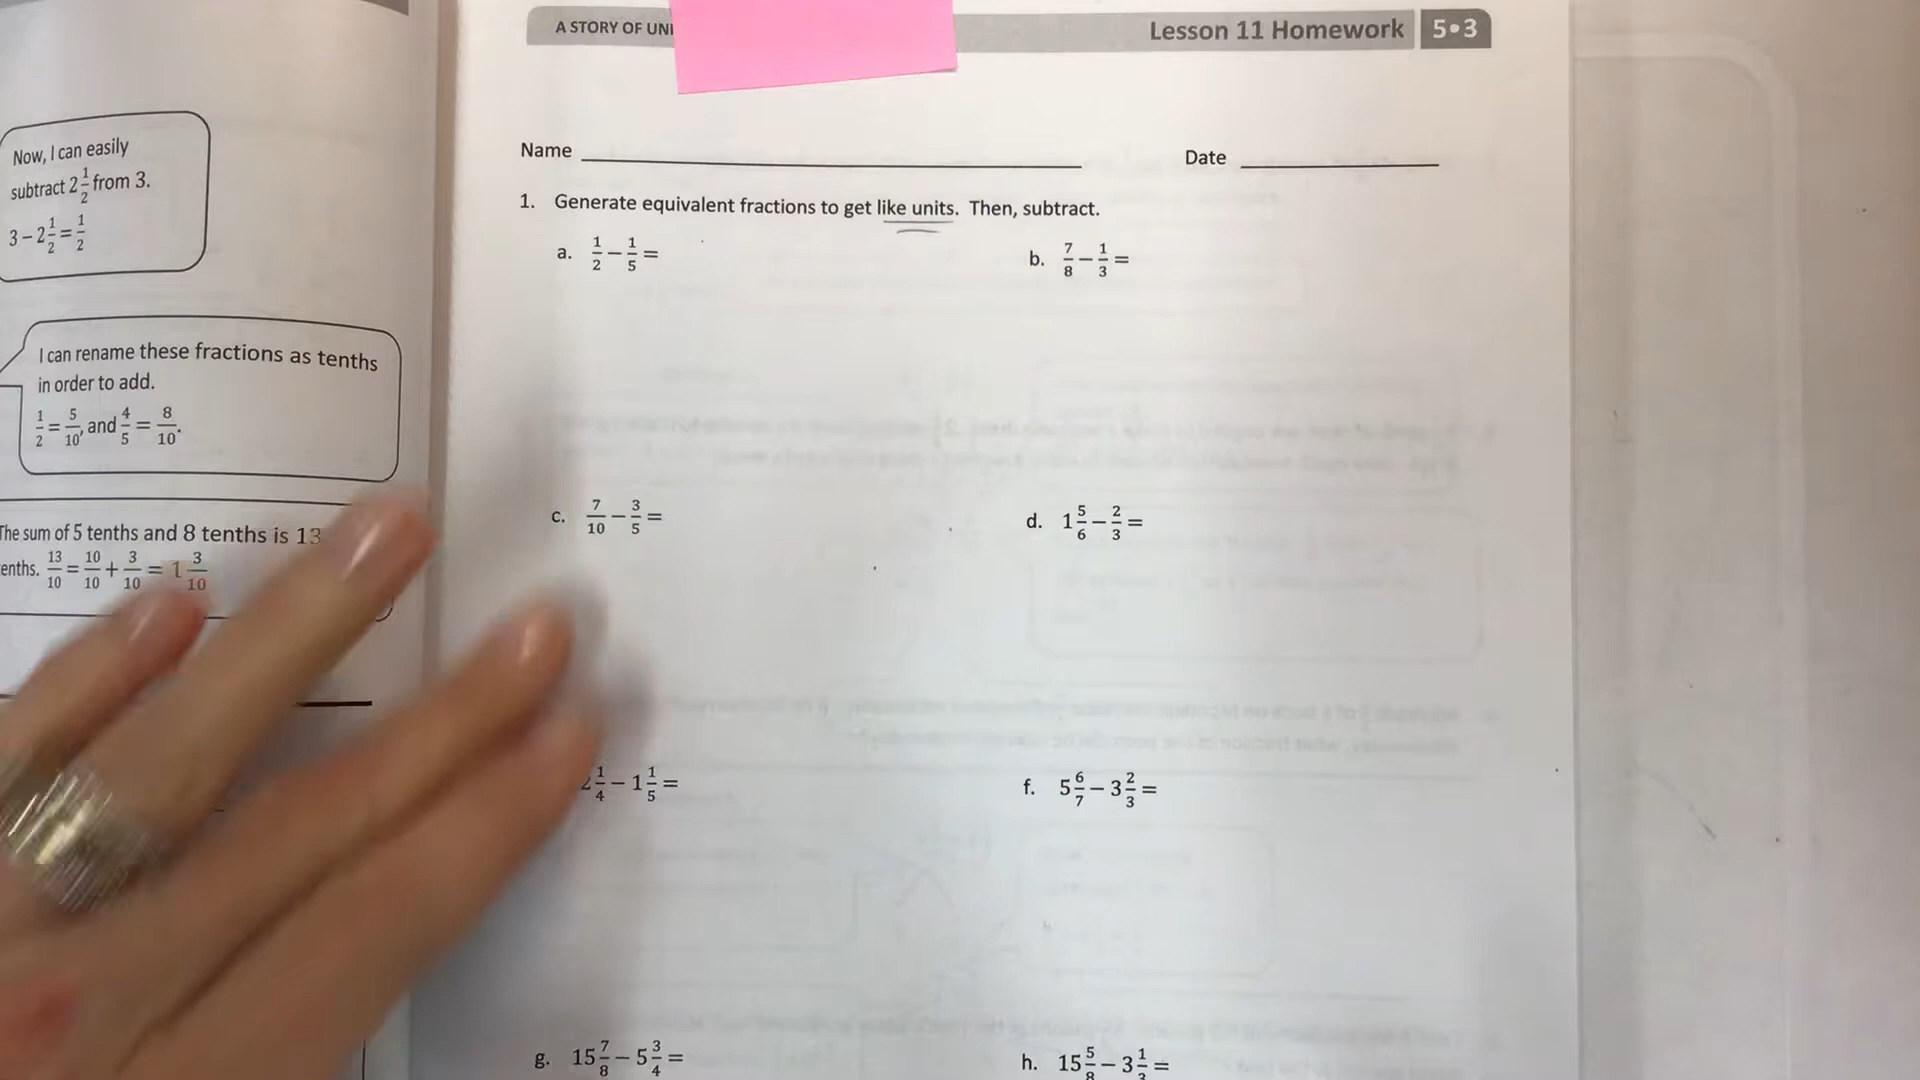 Now, I can easily
subtract 2 1/2 from 3.
3 − 2 1/2 = 1/2
I can rename these fractions as tenths
in order to add.
1/2 = 5/10, and 4/5 = 8/10.
The sum of 5 tenths and 8 tenths is 13
tenths. 13/10 = 10/10 + 3/10 = 1 3/10
A STORY OF UNI
Lesson 11 Homework 5•3
Name Date
1. Generate equivalent fractions to get like units. Then, subtract.
a. 1/2 − 1/5 =
b. 7/8 − 1/3 =
c. 7/10 − 3/5 =
d. 1 5/6 − 2/3 =
2 1/4 − 1 1/5 =
f. 5 6/7 − 3 2/3 =
g. 15 7/8 − 5 3/4 =
h. 15 5/8 − 3 1/3 =